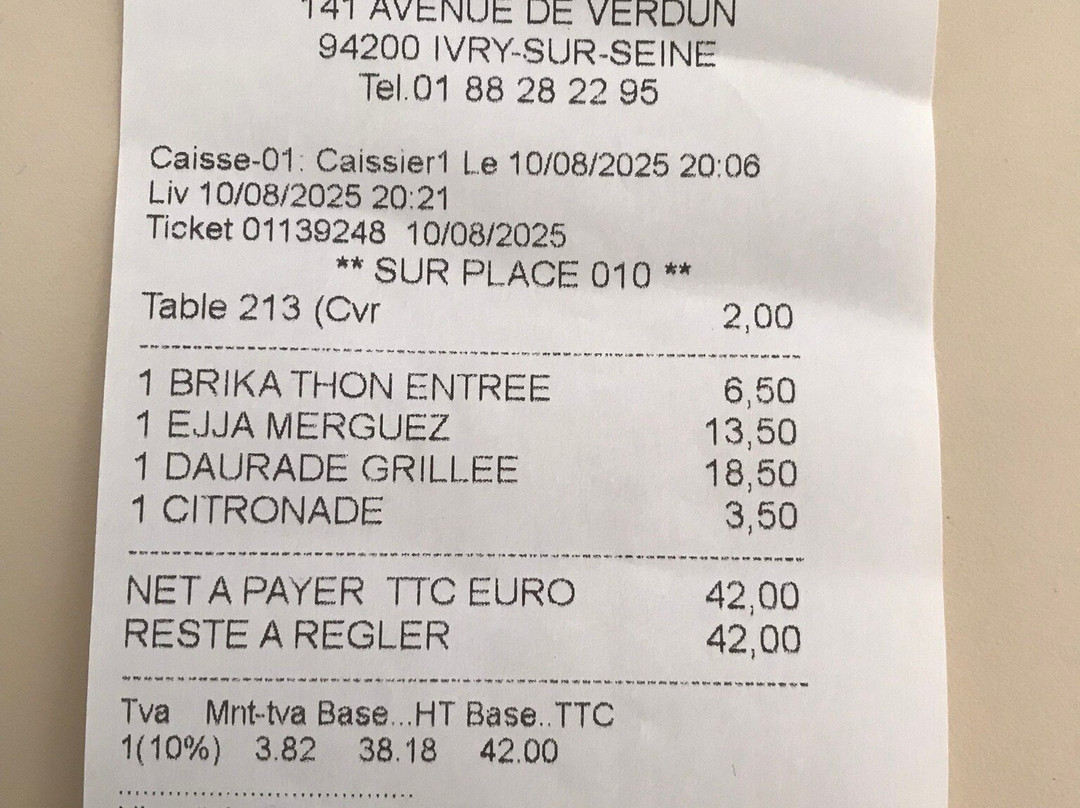 141 AVENUE DE VERDUN
94200 IVRY-SUR-SEINE
Tel.01 88 28 22 95
Caisse-01: Caissier1 Le 10/08/2025 20:06
Liv 10/08/2025 20:21
Ticket 01139248 10/08/2025
** SUR PLACE 010 **
Table 213 (Cvr 2,00
1 BRIKA THON ENTREE 6,50
1 EJJA MERGUEZ 13,50
1 DAURADE GRILLEE 18,50
1 CITRONADE 3,50
NET A PAYER TTC EURO 42,00
RESTE A REGLER 42,00
Tva Mnt-tva Base...HT Base..TTC
1(10%) 3.82 38.18 42.00